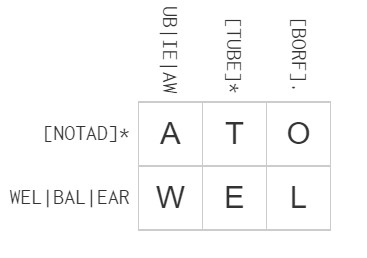 UB|IE|AW
[TUBE]*
[BORF].
[NOTAD]*
A T O
WEL|BAL|EAR
W E L